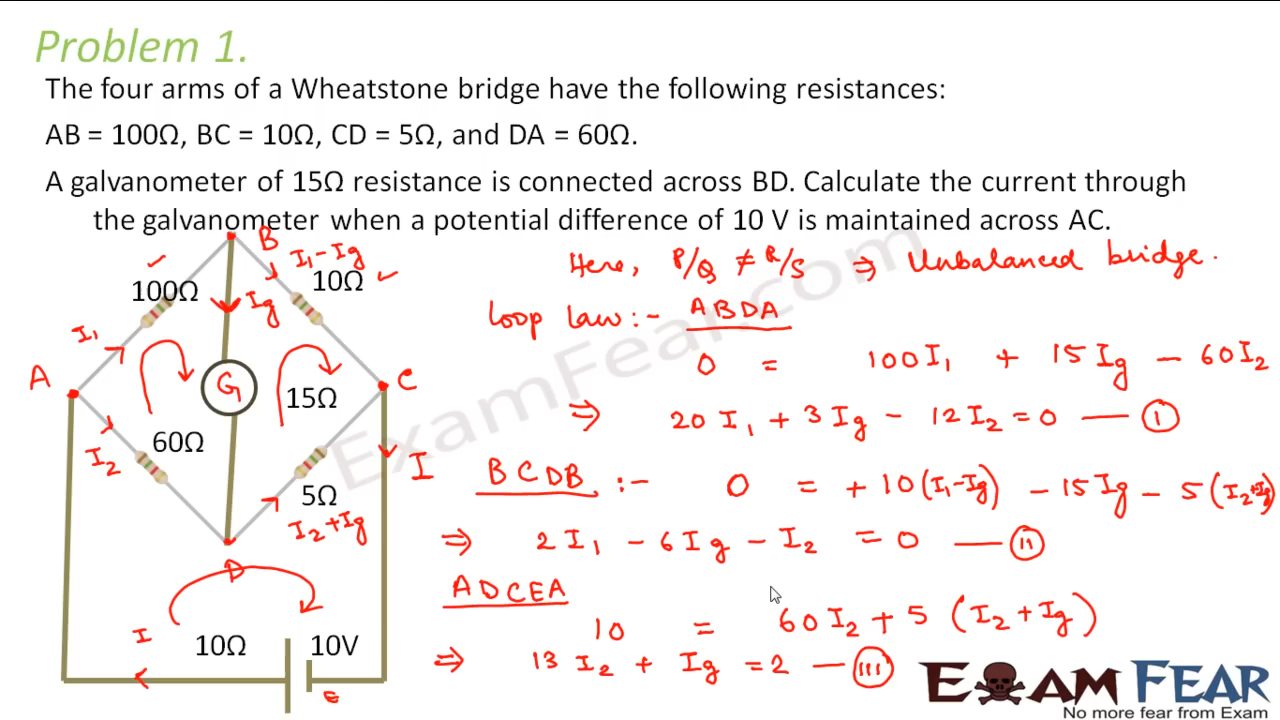 Problem 1.
The four arms of a Wheatstone bridge have the following resistances:
AB = 100Ω, BC = 10Ω, CD = 5Ω, and DA = 60Ω.
A galvanometer of 15Ω resistance is connected across BD. Calculate the current through
the galvanometer when a potential difference of 10 V is maintained across AC.
B
I₁ - Ig
100Ω
10Ω
Ig
I₁
A
G
15Ω
C
60Ω
I₂
I
5Ω
I₂ + Ig
D
I
10Ω
10V
E
Here, P/Q ≠ R/S ⇒ Unbalanced bridge.
Loop law :- ABDA
0 = 100 I₁ + 15 Ig - 60 I₂
⇒ 20 I₁ + 3 Ig - 12 I₂ = 0 — (I)
BCDB :- 0 = + 10 (I₁-Ig) - 15 Ig - 5 (I₂+Ig)
⇒ 2 I₁ - 6 Ig - I₂ = 0 — (II)
ADCEA
10 = 60 I₂ + 5 (I₂ + Ig)
⇒ 13 I₂ + Ig = 2 — (III)
ExamFear.com
EXAM FEAR
No more fear from Exam